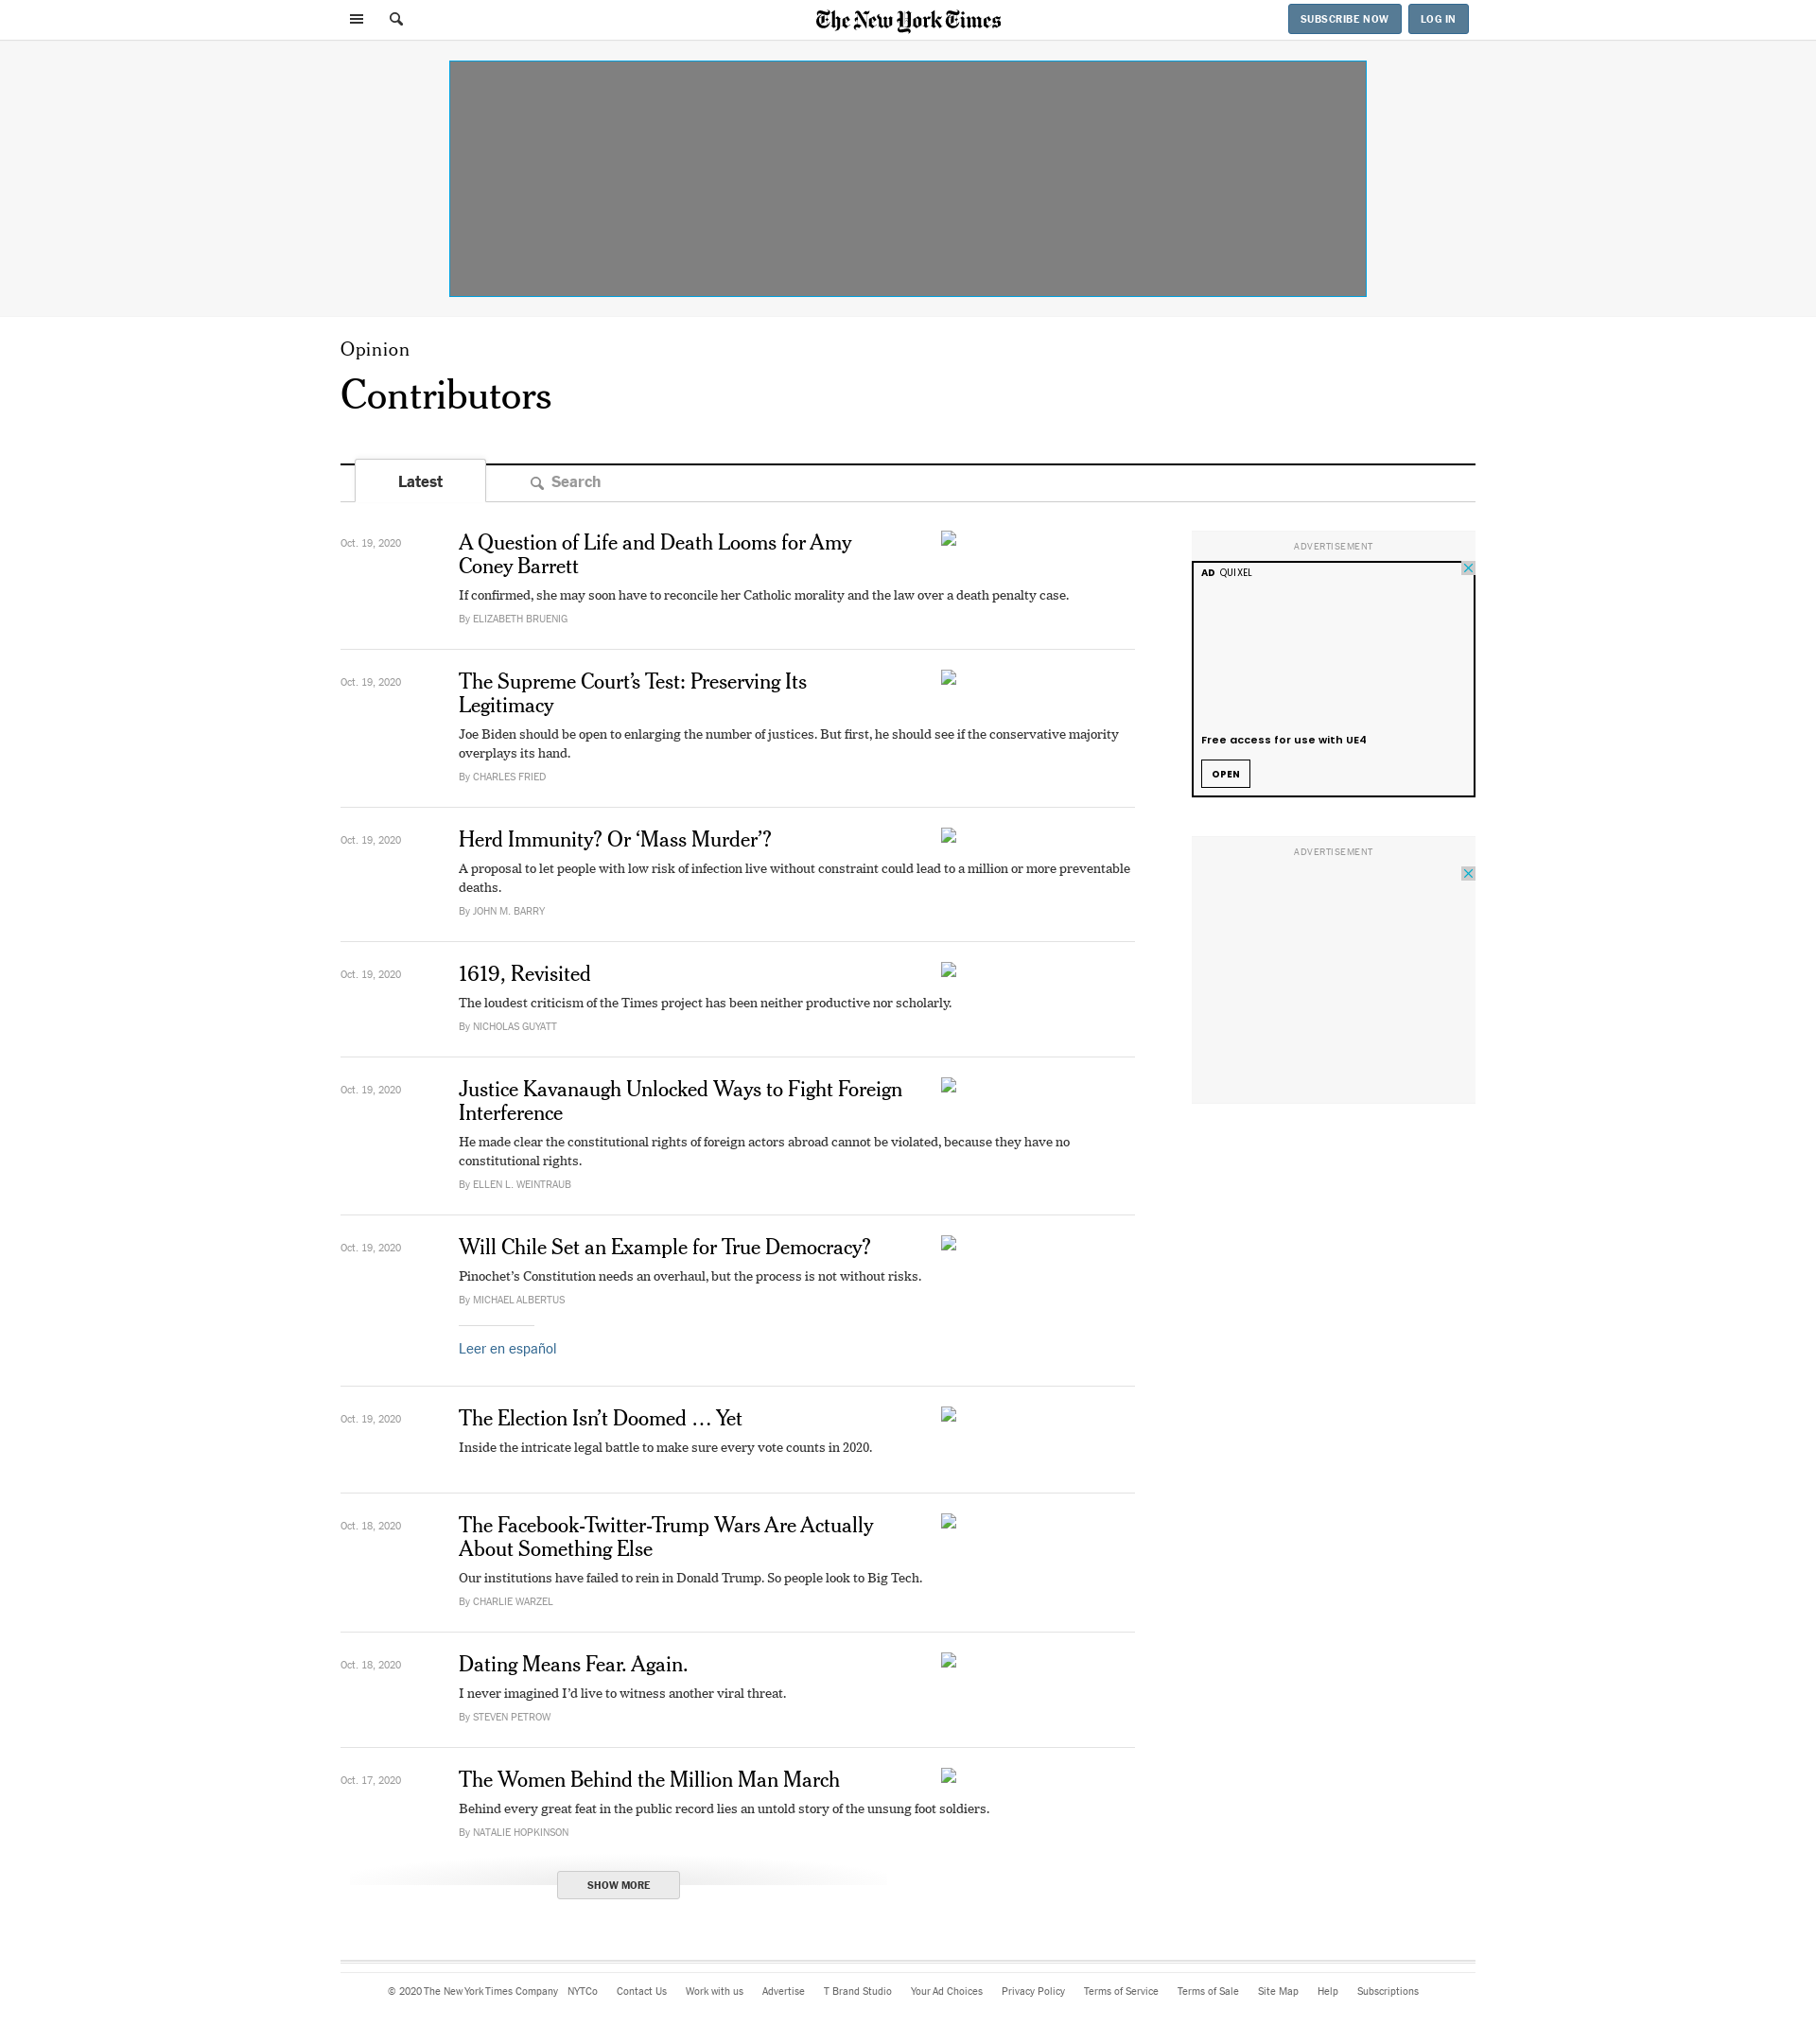 The New York Times
SUBSCRIBE NOW
LOG IN
Opinion
Contributors
Latest
Search
Oct. 19, 2020
A Question of Life and Death Looms for Amy
Coney Barrett
If confirmed, she may soon have to reconcile her Catholic morality and the law over a death penalty case.
By ELIZABETH BRUENIG
Oct. 19, 2020
The Supreme Court’s Test: Preserving Its
Legitimacy
Joe Biden should be open to enlarging the number of justices. But first, he should see if the conservative majority
overplays its hand.
By CHARLES FRIED
Oct. 19, 2020
Herd Immunity? Or ‘Mass Murder’?
A proposal to let people with low risk of infection live without constraint could lead to a million or more preventable
deaths.
By JOHN M. BARRY
Oct. 19, 2020
1619, Revisited
The loudest criticism of the Times project has been neither productive nor scholarly.
By NICHOLAS GUYATT
Oct. 19, 2020
Justice Kavanaugh Unlocked Ways to Fight Foreign
Interference
He made clear the constitutional rights of foreign actors abroad cannot be violated, because they have no
constitutional rights.
By ELLEN L. WEINTRAUB
Oct. 19, 2020
Will Chile Set an Example for True Democracy?
Pinochet’s Constitution needs an overhaul, but the process is not without risks.
By MICHAEL ALBERTUS
Leer en español
Oct. 19, 2020
The Election Isn’t Doomed … Yet
Inside the intricate legal battle to make sure every vote counts in 2020.
Oct. 18, 2020
The Facebook-Twitter-Trump Wars Are Actually
About Something Else
Our institutions have failed to rein in Donald Trump. So people look to Big Tech.
By CHARLIE WARZEL
Oct. 18, 2020
Dating Means Fear. Again.
I never imagined I’d live to witness another viral threat.
By STEVEN PETROW
Oct. 17, 2020
The Women Behind the Million Man March
Behind every great feat in the public record lies an untold story of the unsung foot soldiers.
By NATALIE HOPKINSON
SHOW MORE
ADVERTISEMENT
AD QUIXEL
Free access for use with UE4
OPEN
ADVERTISEMENT
© 2020 The New York Times Company NYTCo Contact Us Work with us Advertise T Brand Studio Your Ad Choices Privacy Policy Terms of Service Terms of Sale Site Map Help Subscriptions